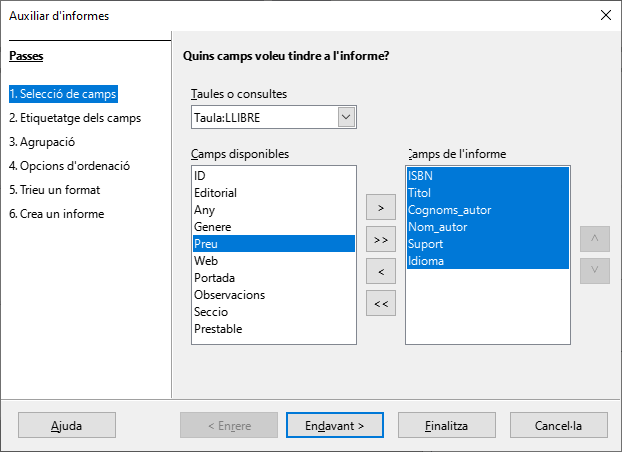 Auxiliar d'informes
Passes
1. Selecció de camps
2. Etiquetatge dels camps
3. Agrupació
4. Opcions d'ordenació
5. Trieu un format
6. Crea un informe
Quins camps voleu tindre a l'informe?
Taules o consultes
Taula:LLIBRE
Camps disponibles
ID
Editorial
Any
Genere
Preu
Web
Portada
Observacions
Seccio
Prestable
>
>>
<
<<
Camps de l'informe
ISBN
Titol
Cognoms_autor
Nom_autor
Suport
Idioma
Ajuda
< Enrere
Endavant >
Finalitza
Cancel·la